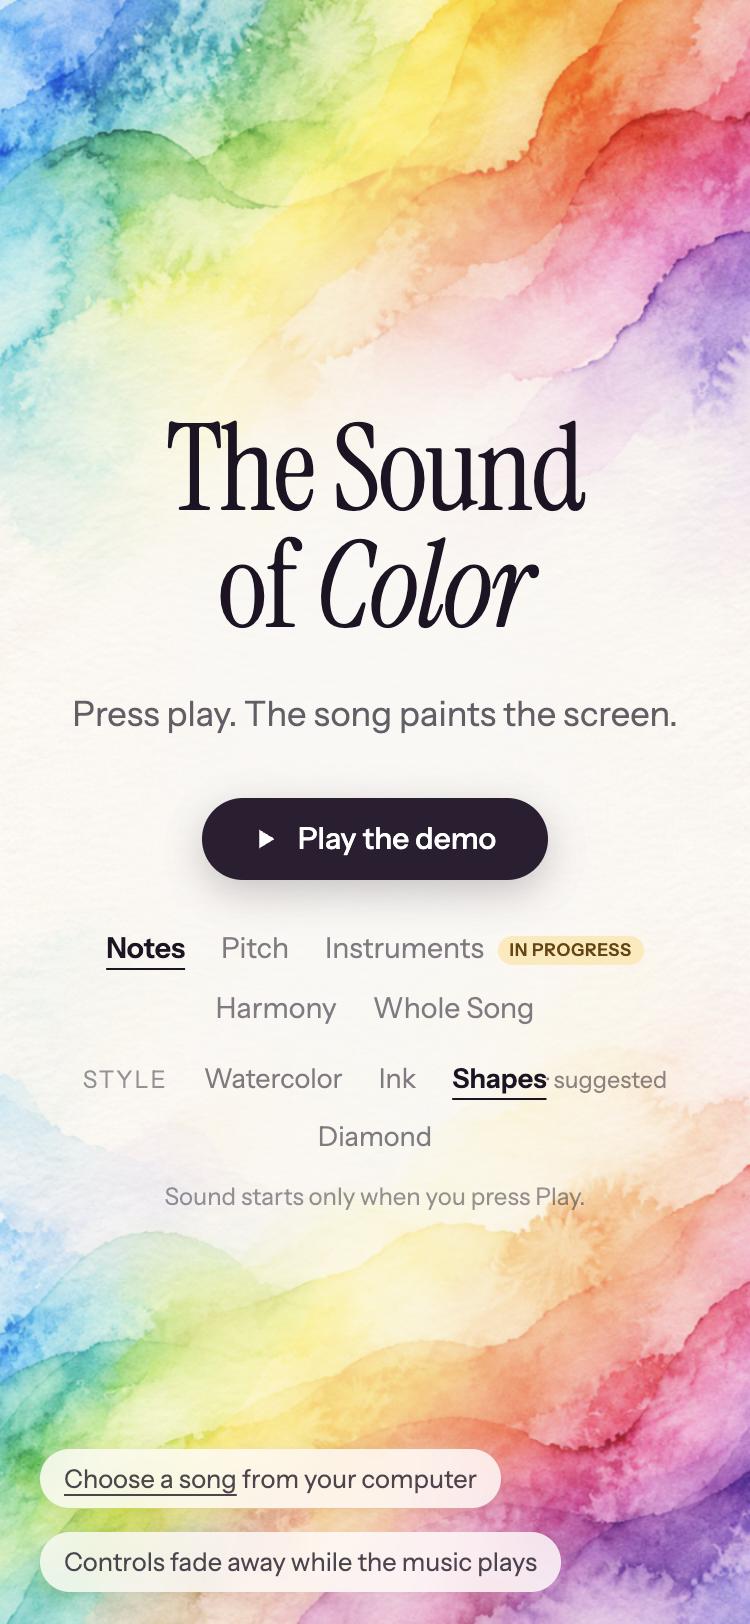 The Sound
of Color
Press play. The song paints the screen.
Play the demo
Notes Pitch Instruments IN PROGRESS
Harmony Whole Song
STYLE Watercolor Ink Shapes · suggested
Diamond
Sound starts only when you press Play.
Choose a song from your computer
Controls fade away while the music plays